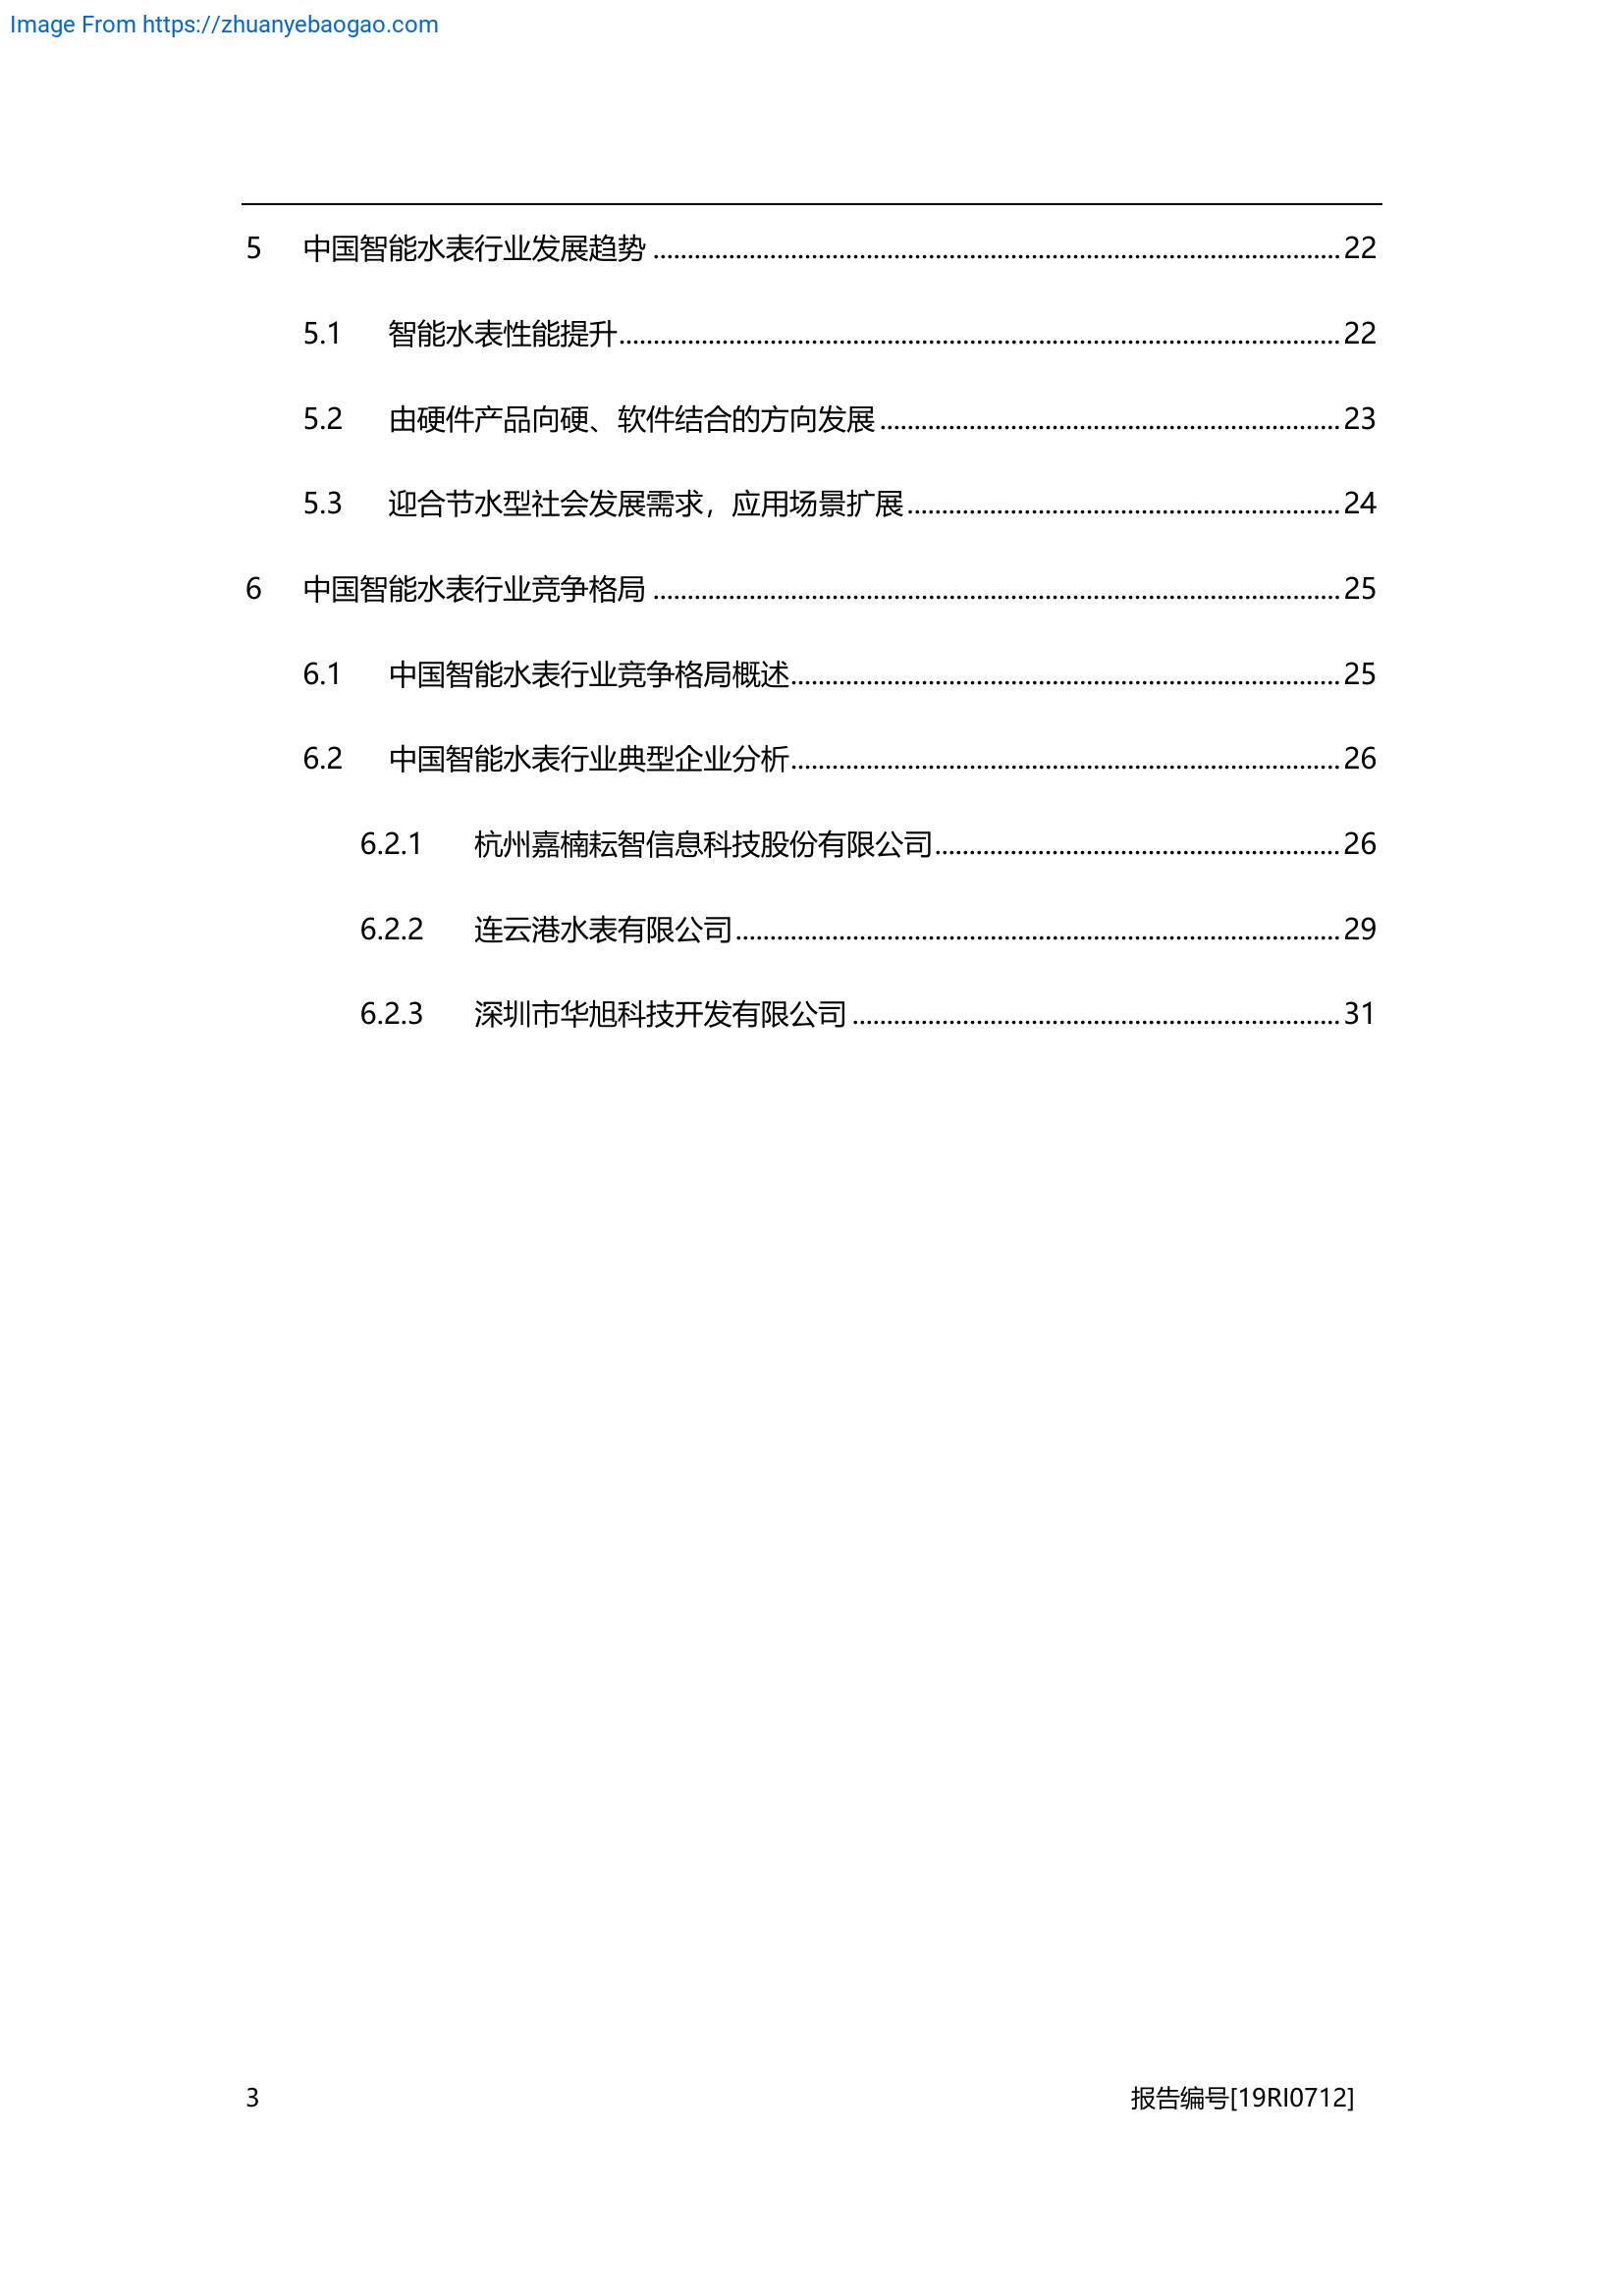 Image From https://zhuanyebaogao.com
5 中国智能水表行业发展趋势 ........ 22
5.1 智能水表性能提升 ........ 22
5.2 由硬件产品向硬、软件结合的方向发展 ........ 23
5.3 迎合节水型社会发展需求，应用场景扩展 ........ 24
6 中国智能水表行业竞争格局 ........ 25
6.1 中国智能水表行业竞争格局概述 ........ 25
6.2 中国智能水表行业典型企业分析 ........ 26
6.2.1 杭州嘉楠耘智信息科技股份有限公司 ........ 26
6.2.2 连云港水表有限公司 ........ 29
6.2.3 深圳市华旭科技开发有限公司 ........ 31
3 报告编号[19RI0712]